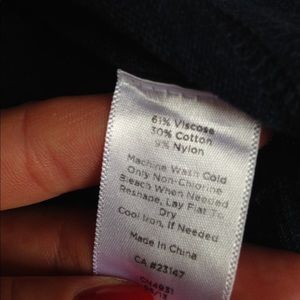 61% Viscose
30% Cotton
9% Nylon
Machine Wash Cold
Only Non-Chlorine
Bleach When Needed
Reshape, Lay Flat To
Dry
Cool Iron, If Needed
Made In China
CA #23147